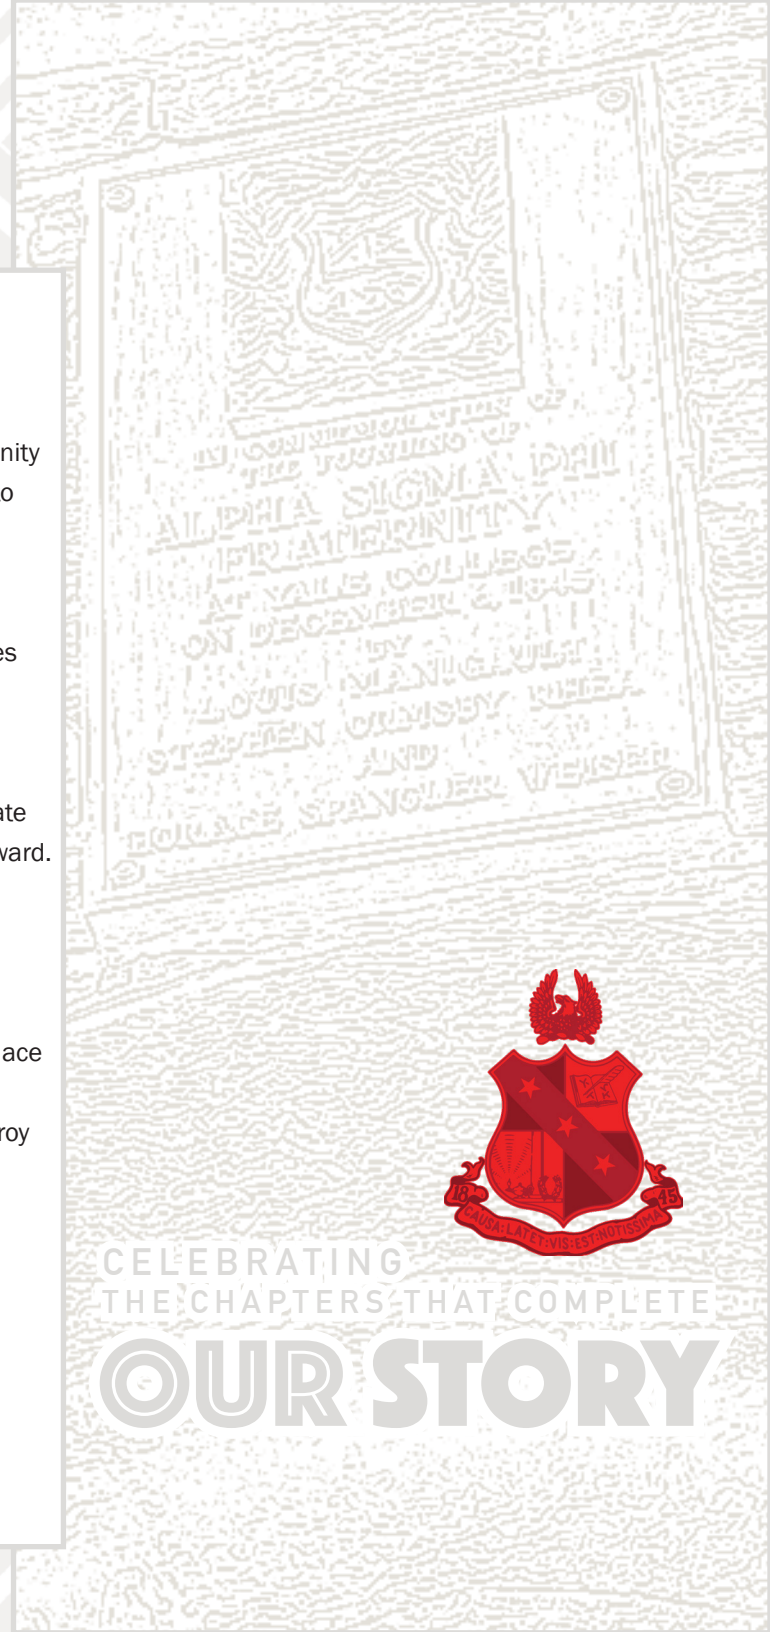 nity
o
es
ate
ward.
ace
roy
IN COMMEMORATION OF
THE FOUNDING OF
ALPHA SIGMA PHI
FRATERNITY
AT YALE COLLEGE
ON DECEMBER 6, 1845
BY
LOUIS MANIGAULT
STEPHEN ORMSBY RHEA
AND
HORACE SPANGLER WEISER
18 45
CAUSA:LATET:VIS:EST:NOTISSIMA
CELEBRATING
THE CHAPTERS THAT COMPLETE
OUR STORY